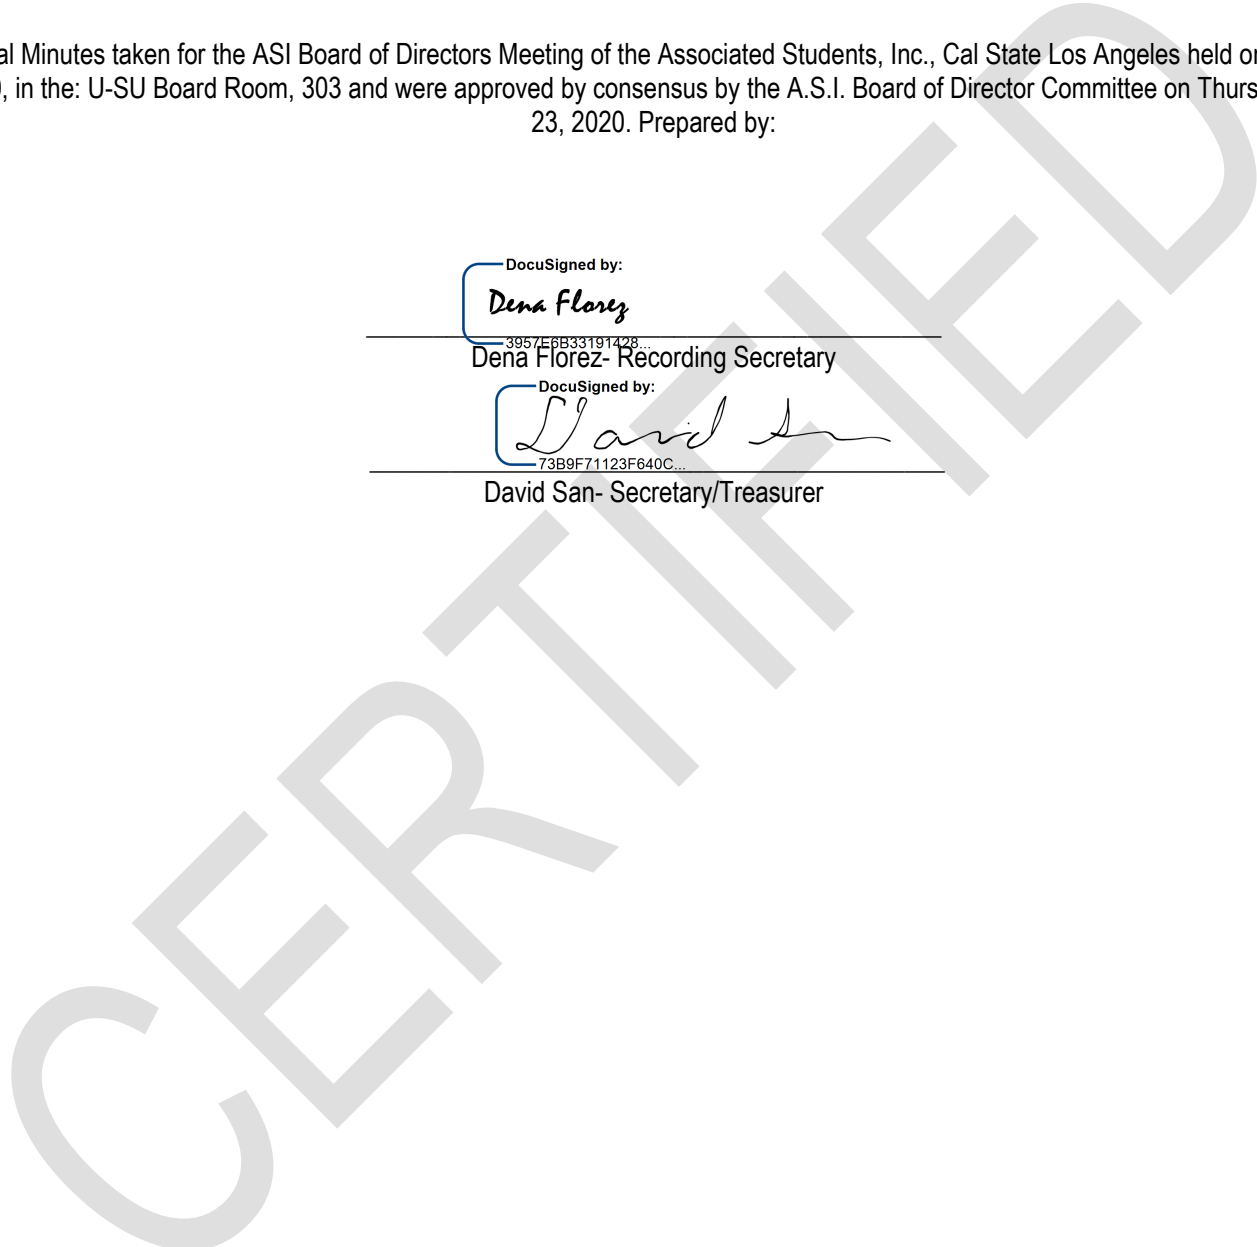 al Minutes taken for the ASI Board of Directors Meeting of the Associated Students, Inc., Cal State Los Angeles held on
, in the: U-SU Board Room, 303 and were approved by consensus by the A.S.I. Board of Director Committee on Thurs
23, 2020. Prepared by:
DocuSigned by:
Dena Florez
3957E6B33191428...
Dena Florez- Recording Secretary
DocuSigned by:
David San
73B9F71123F640C...
David San- Secretary/Treasurer
CERTIFIED